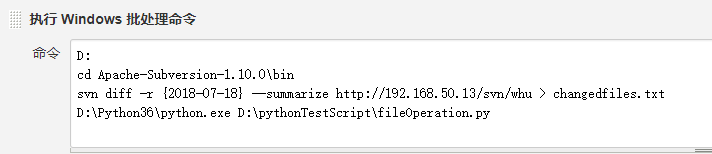 执行 Windows 批处理命令
命令
D:
cd Apache-Subversion-1.10.0\bin
svn diff -r {2018-07-18} --summarize http://192.168.50.13/svn/whu > changedfiles.txt
D:\Python36\python.exe D:\pythonTestScript\fileOperation.py